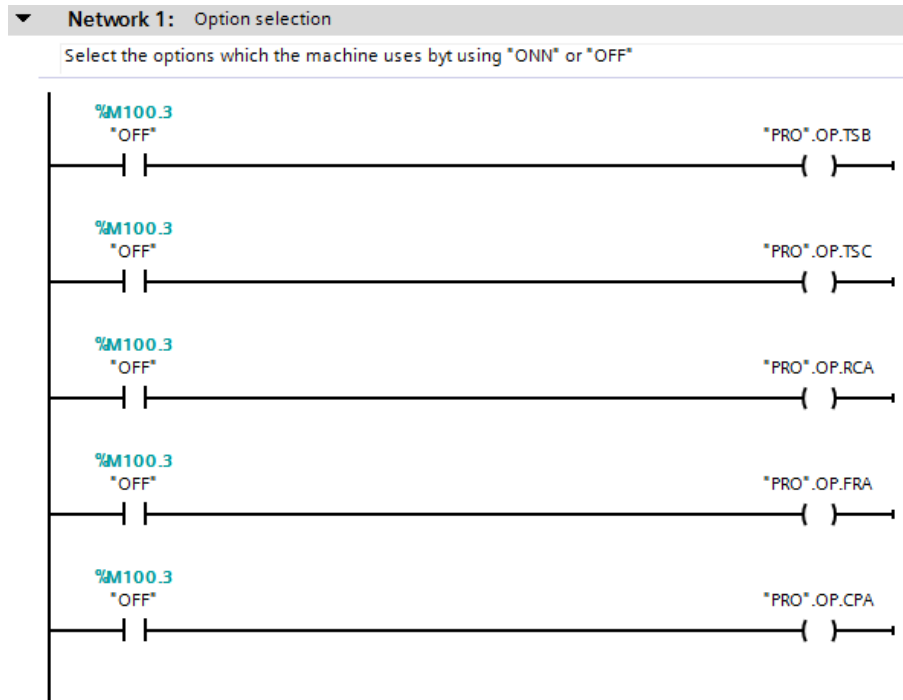 Network 1: Option selection
Select the options which the machine uses byt using "ONN" or "OFF"
%M100.3
"OFF"
"PRO".OP.TSB
%M100.3
"OFF"
"PRO".OP.TSC
%M100.3
"OFF"
"PRO".OP.RCA
%M100.3
"OFF"
"PRO".OP.FRA
%M100.3
"OFF"
"PRO".OP.CPA